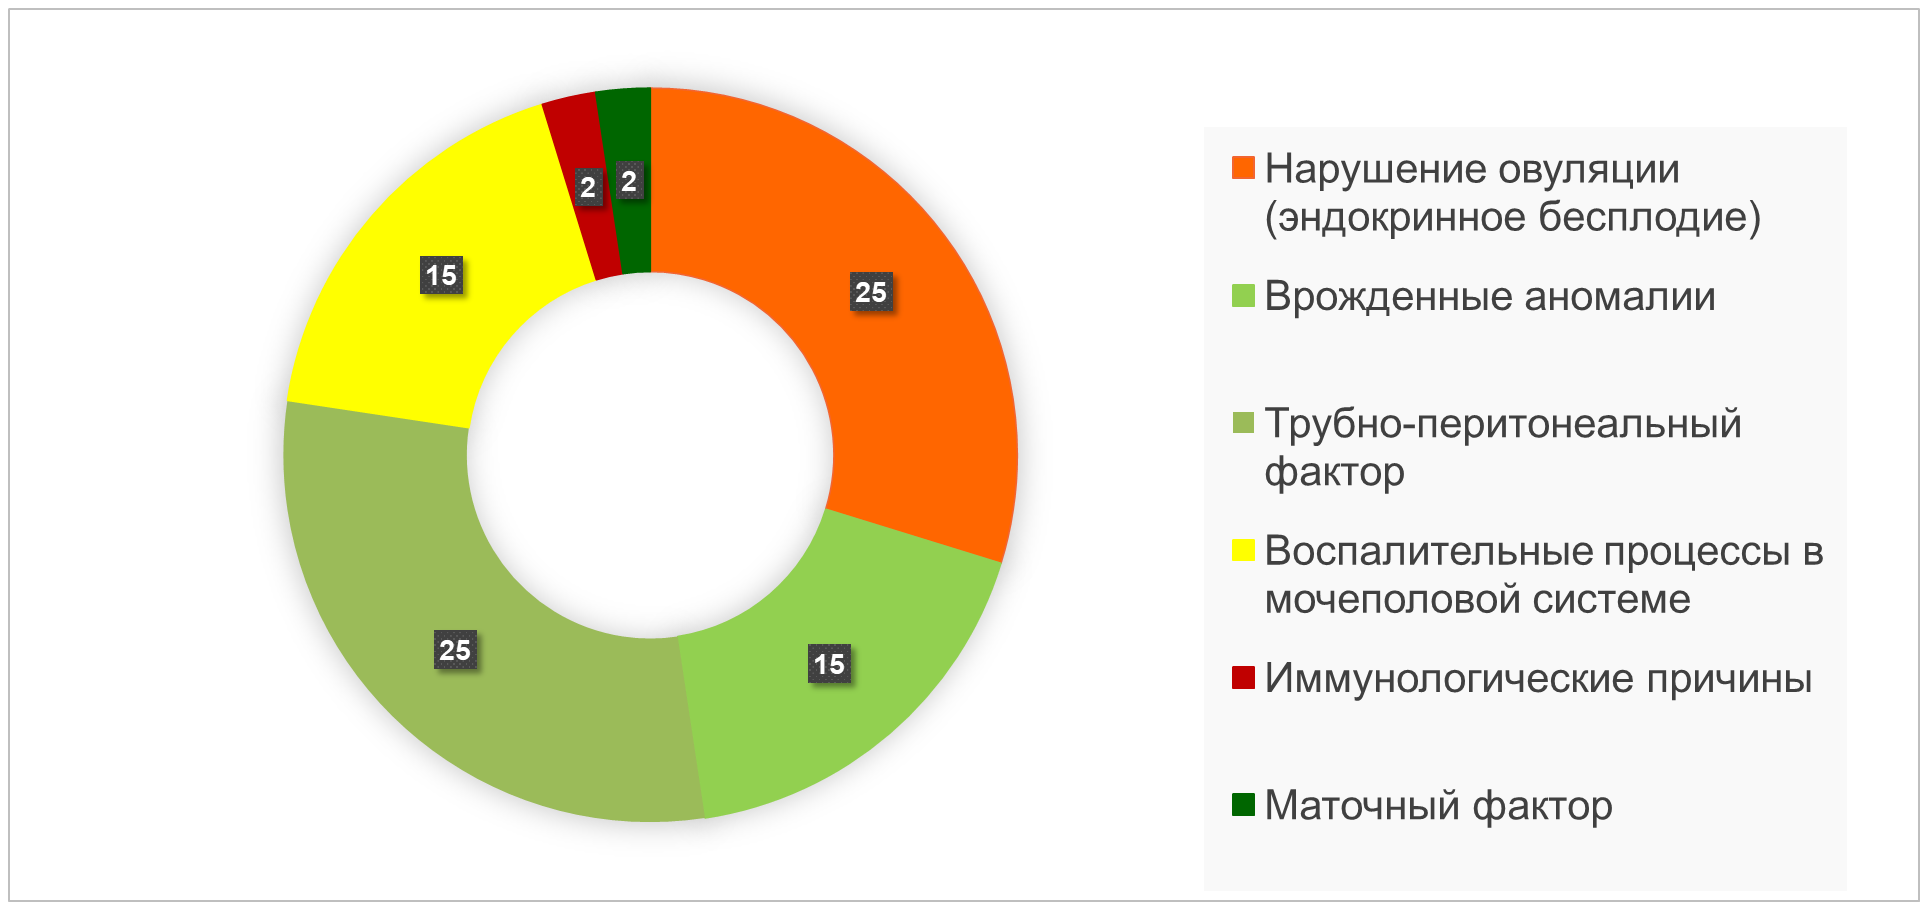 2
2
25
15
15
25
Нарушение овуляции
(эндокринное бесплодие)
Врожденные аномалии
Трубно-перитонеальный
фактор
Воспалительные процессы в
мочеполовой системе
Иммунологические причины
Маточный фактор